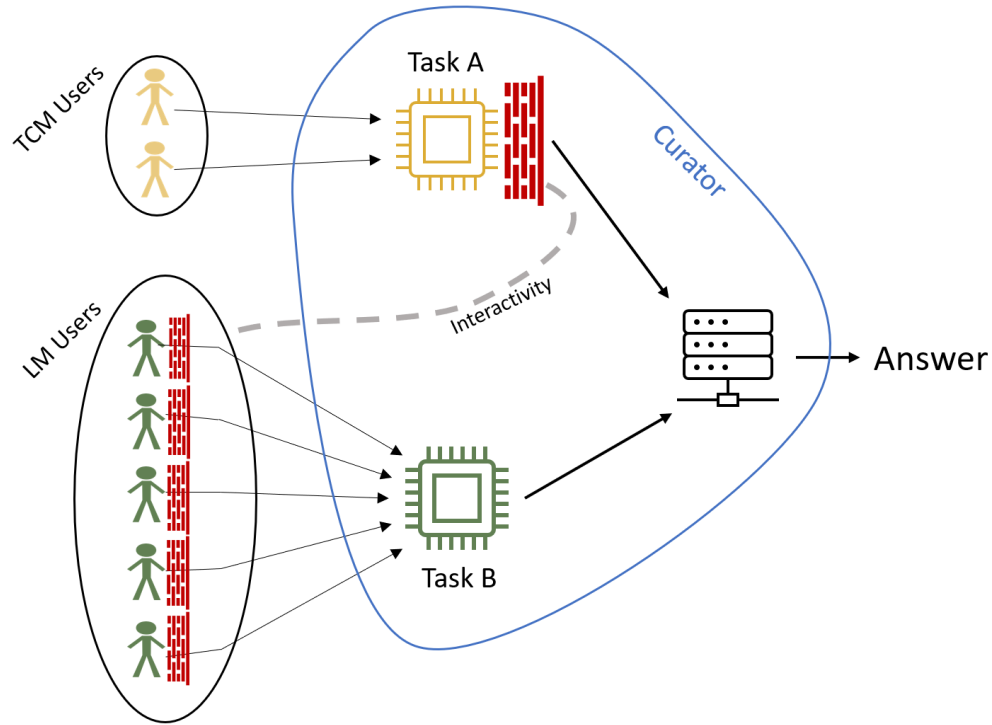 Task A
TCM Users
Curator
Interactivity
LM Users
Answer
Task B